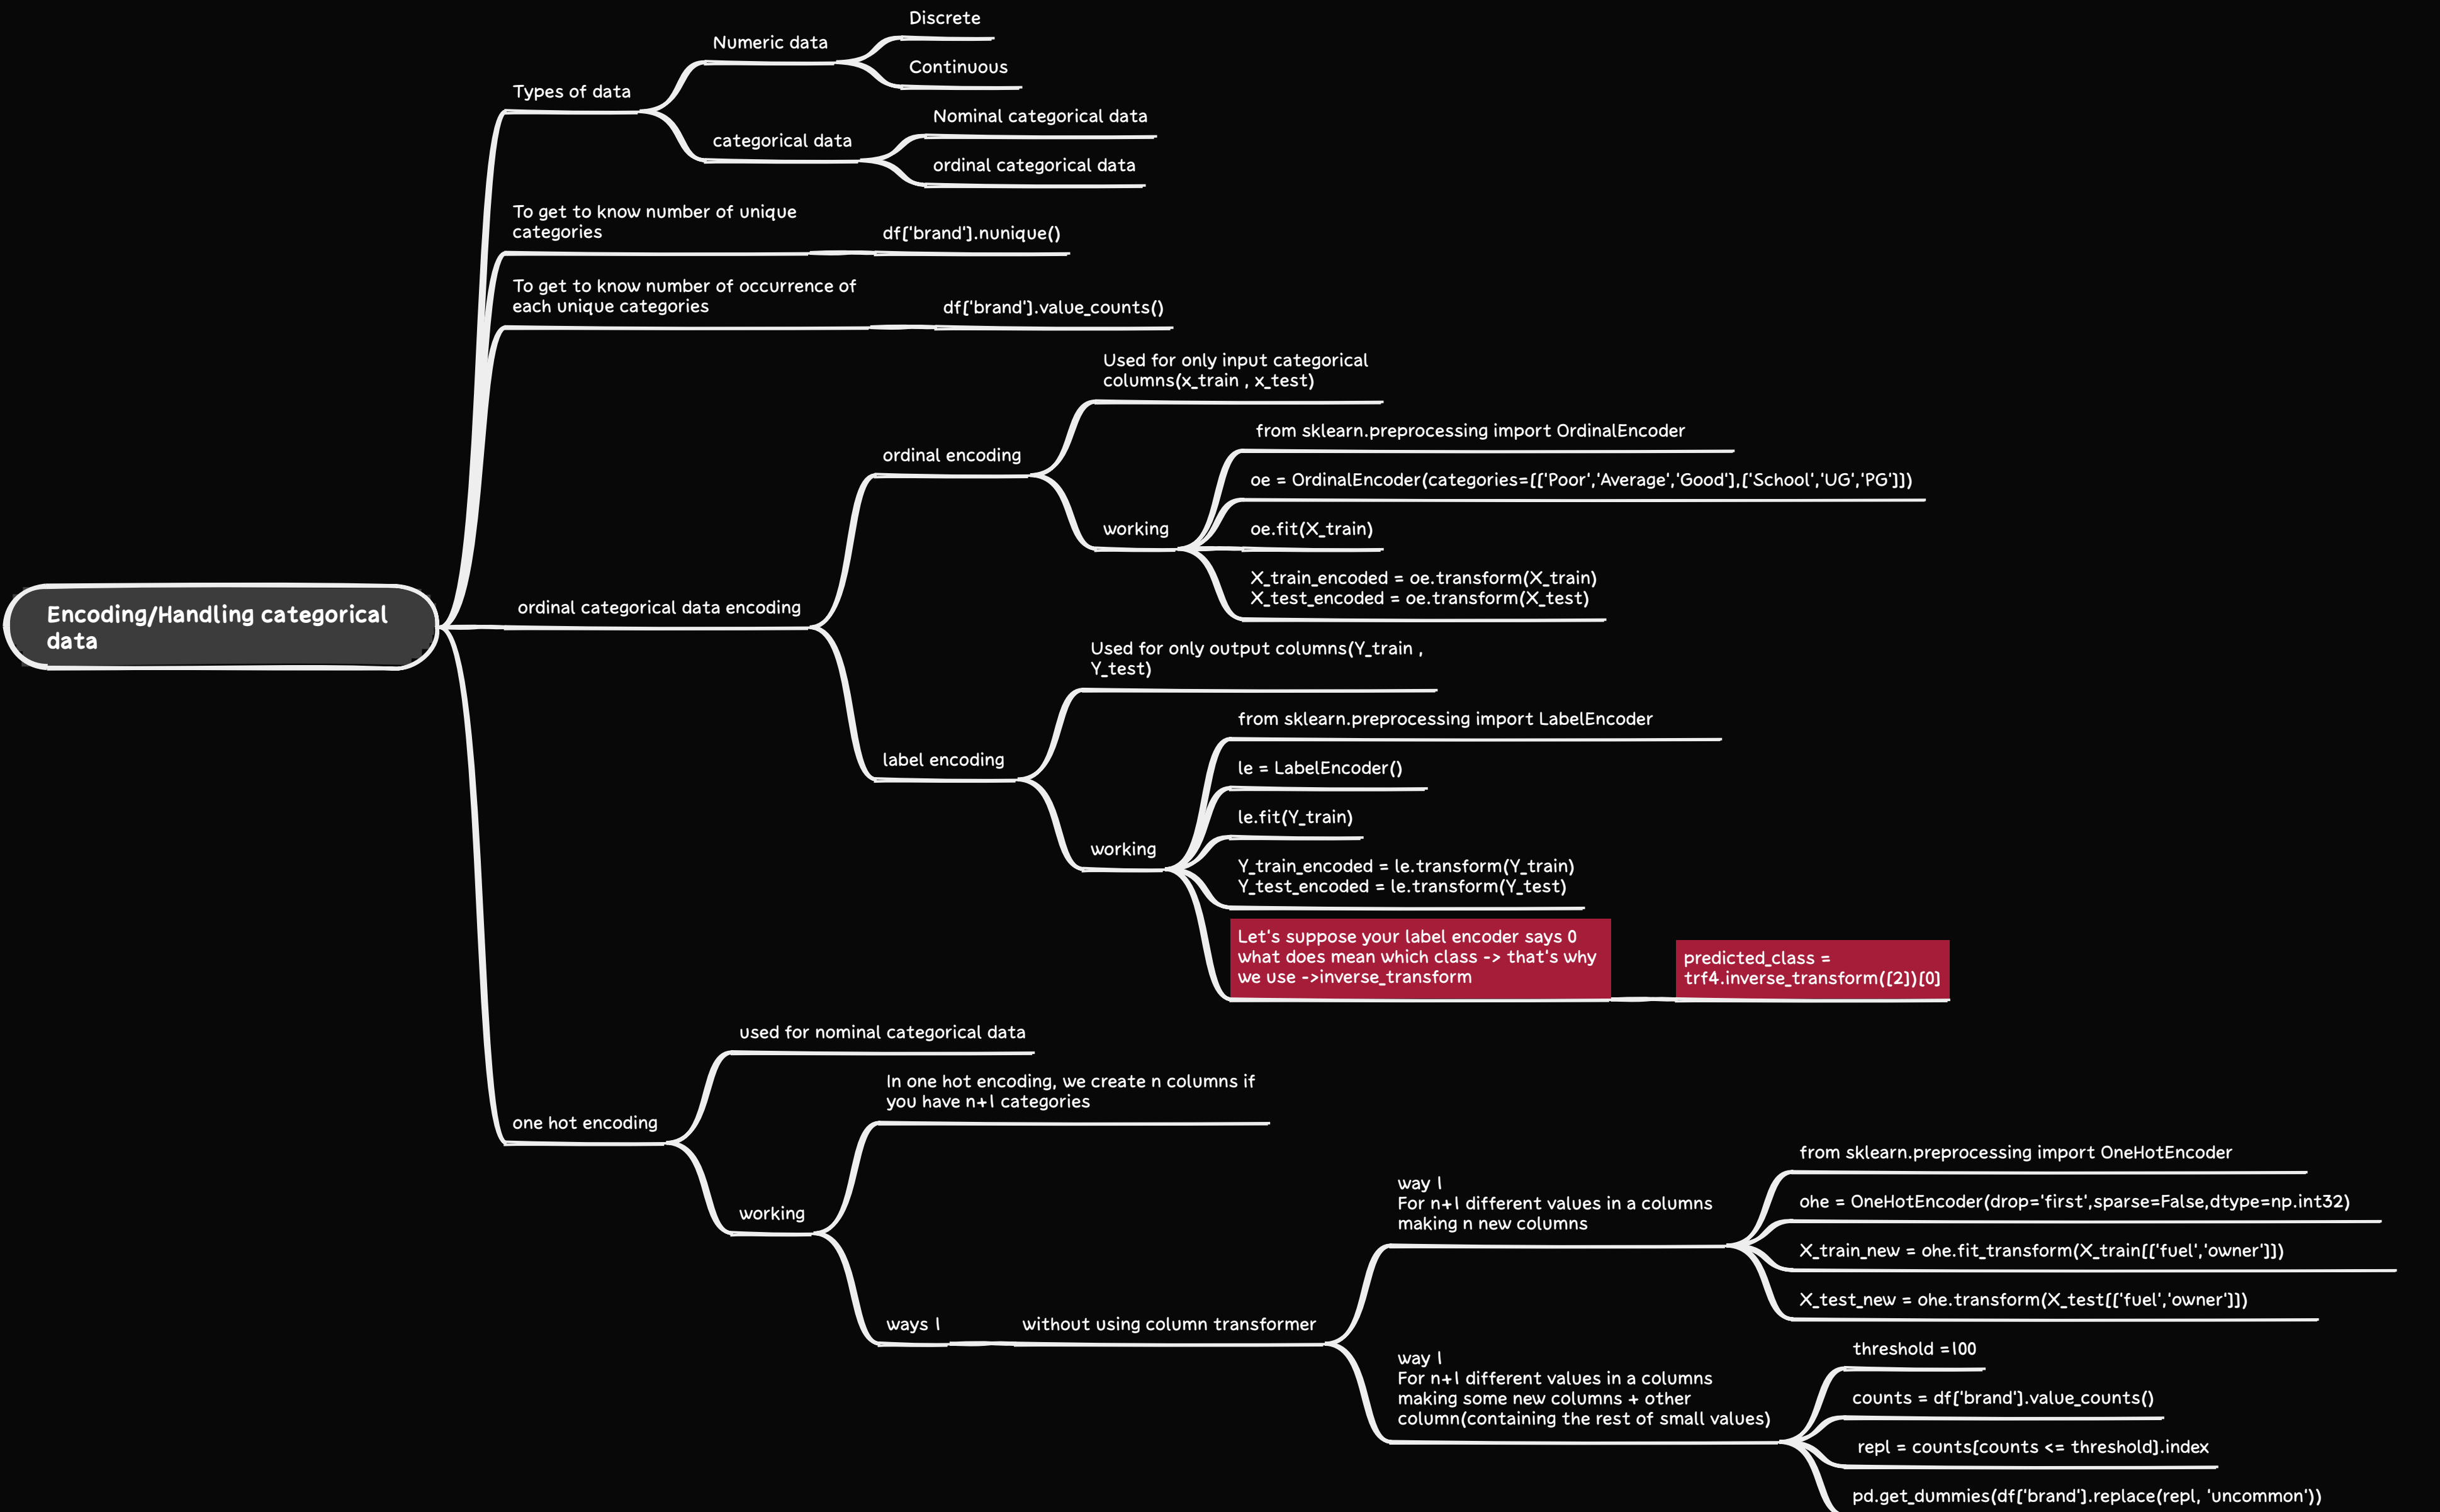 Discrete
Numeric data
Continuous
Types of data
Nominal categorical data
categorical data
ordinal categorical data
To get to know number of unique
categories
df['brand'].nunique()
To get to know number of occurrence of
each unique categories
df['brand'].value_counts()
Used for only input categorical
columns(x_train , x_test)
ordinal encoding
from sklearn.preprocessing import OrdinalEncoder
oe = OrdinalEncoder(categories=[['Poor','Average','Good'],['School','UG','PG']])
working
oe.fit(X_train)
X_train_encoded = oe.transform(X_train)
X_test_encoded = oe.transform(X_test)
Encoding/Handling categorical
data
ordinal categorical data encoding
Used for only output columns(Y_train ,
Y_test)
label encoding
from sklearn.preprocessing import LabelEncoder
le = LabelEncoder()
le.fit(Y_train)
working
Y_train_encoded = le.transform(Y_train)
Y_test_encoded = le.transform(Y_test)
Let's suppose your label encoder says 0
what does mean which class -> that's why
we use ->inverse_transform
predicted_class =
trf4.inverse_transform([2])[0]
one hot encoding
used for nominal categorical data
working
In one hot encoding, we create n columns if
you have n+1 categories
ways 1
without using column transformer
way 1
For n+1 different values in a columns
making n new columns
from sklearn.preprocessing import OneHotEncoder
ohe = OneHotEncoder(drop='first',sparse=False,dtype=np.int32)
X_train_new = ohe.fit_transform(X_train[['fuel','owner']])
X_test_new = ohe.transform(X_test[['fuel','owner']])
way 1
For n+1 different values in a columns
making some new columns + other
column(containing the rest of small values)
threshold =100
counts = df['brand'].value_counts()
repl = counts[counts <= threshold].index
pd.get_dummies(df['brand'].replace(repl, 'uncommon'))